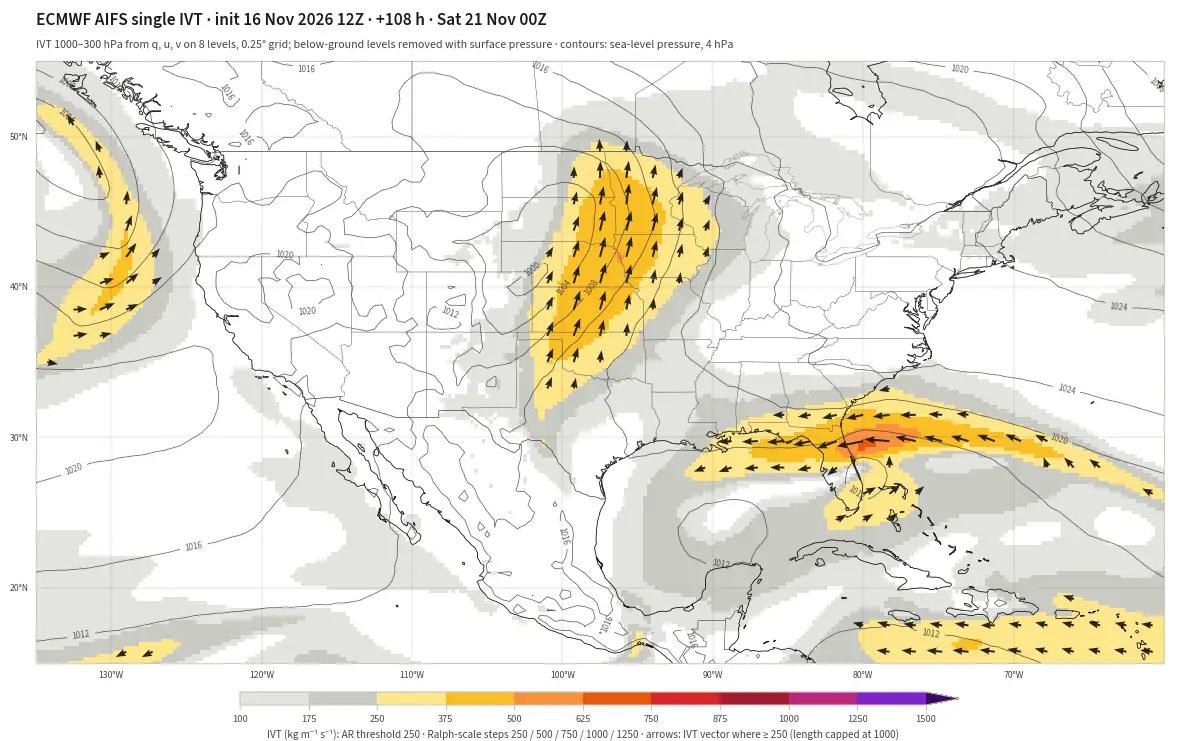 ECMWF AIFS single IVT · init 16 Nov 2026 12Z · +108 h · Sat 21 Nov 00Z
IVT 1000–300 hPa from q, u, v on 8 levels, 0.25° grid; below-ground levels removed with surface pressure · contours: sea-level pressure, 4 hPa
1016
1016
1020
1016
1016
50°N
1020
1000
1004
1008
40°N
1020
1012
1024
1024
30°N
1020
1020
1016
1016
1012
20°N
1016
1016
1012
1012
130°W 120°W 110°W 100°W 90°W 80°W 70°W
100 175 250 375 500 625 750 875 1000 1250 1500
IVT (kg m⁻¹ s⁻¹): AR threshold 250 · Ralph-scale steps 250 / 500 / 750 / 1000 / 1250 · arrows: IVT vector where ≥ 250 (length capped at 1000)